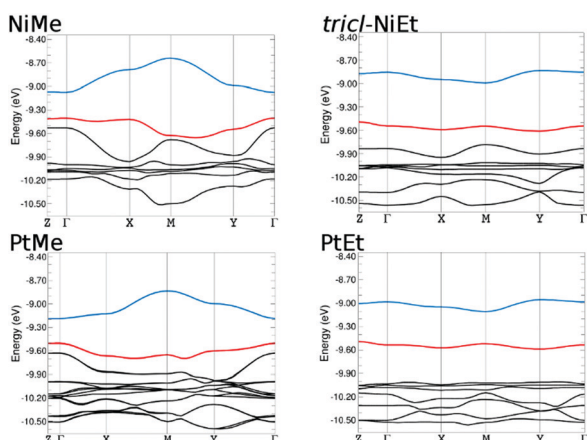 NiMe
tricl-NiEt
-8.40
-8.70
-9.00
-9.30
-9.60
-9.90
-10.20
-10.50
Energy (eV)
Z Γ X M Y Γ
-8.40
-8.70
-9.00
-9.30
-9.60
-9.90
-10.20
-10.50
Energy (eV)
Z Γ X M Y Γ
PtMe
PtEt
-8.40
-8.70
-9.00
-9.30
-9.60
-9.90
-10.20
-10.50
Energy (eV)
Z Γ X M Y Γ
-8.40
-8.70
-9.00
-9.30
-9.60
-9.90
-10.20
-10.50
Energy (eV)
Z Γ X M Y Γ